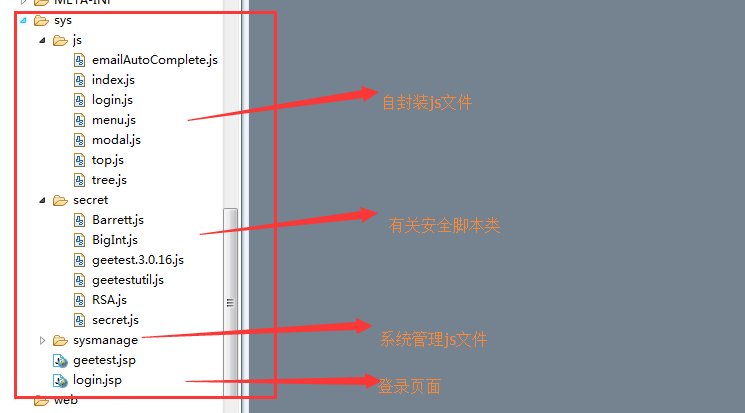 META-INF
sys
js
emailAutoComplete.js
index.js
login.js
menu.js
modal.js
top.js
tree.js
自封装js文件
secret
Barrett.js
BigInt.js
geetest.3.0.16.js
geetestutil.js
RSA.js
secret.js
有关安全脚本类
sysmanage
系统管理js文件
geetest.jsp
login.jsp
登录页面
web